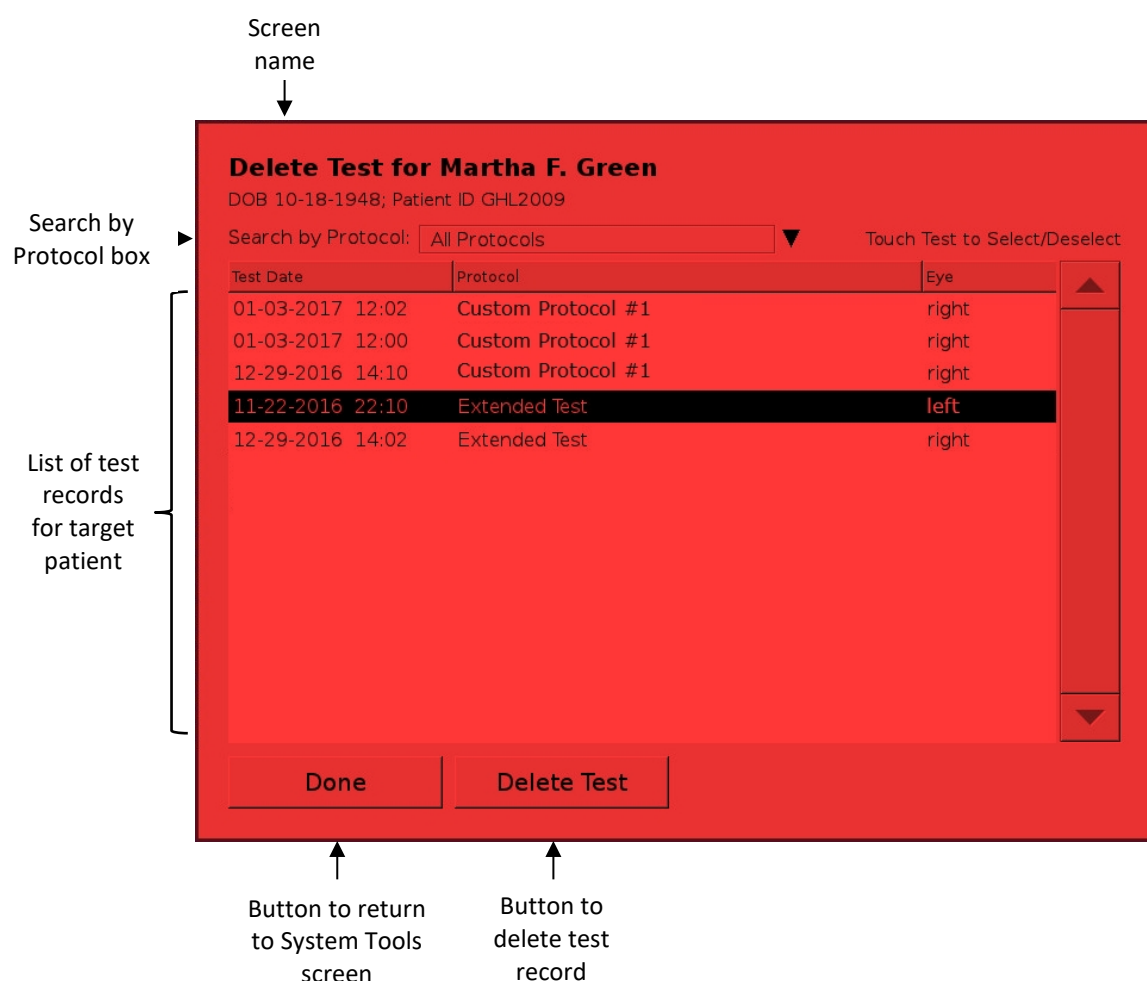 Screen
name
Delete Test for Martha F. Green
DOB 10-18-1948; Patient ID GHL2009
Search by
Protocol box
Search by Protocol: All Protocols Touch Test to Select/Deselect
Test Date Protocol Eye
01-03-2017 12:02 Custom Protocol #1 right
01-03-2017 12:00 Custom Protocol #1 right
12-29-2016 14:10 Custom Protocol #1 right
11-22-2016 22:10 Extended Test left
12-29-2016 14:02 Extended Test right
List of test
records
for target
patient
Done Delete Test
Button to return
to System Tools
screen
Button to
delete test
record